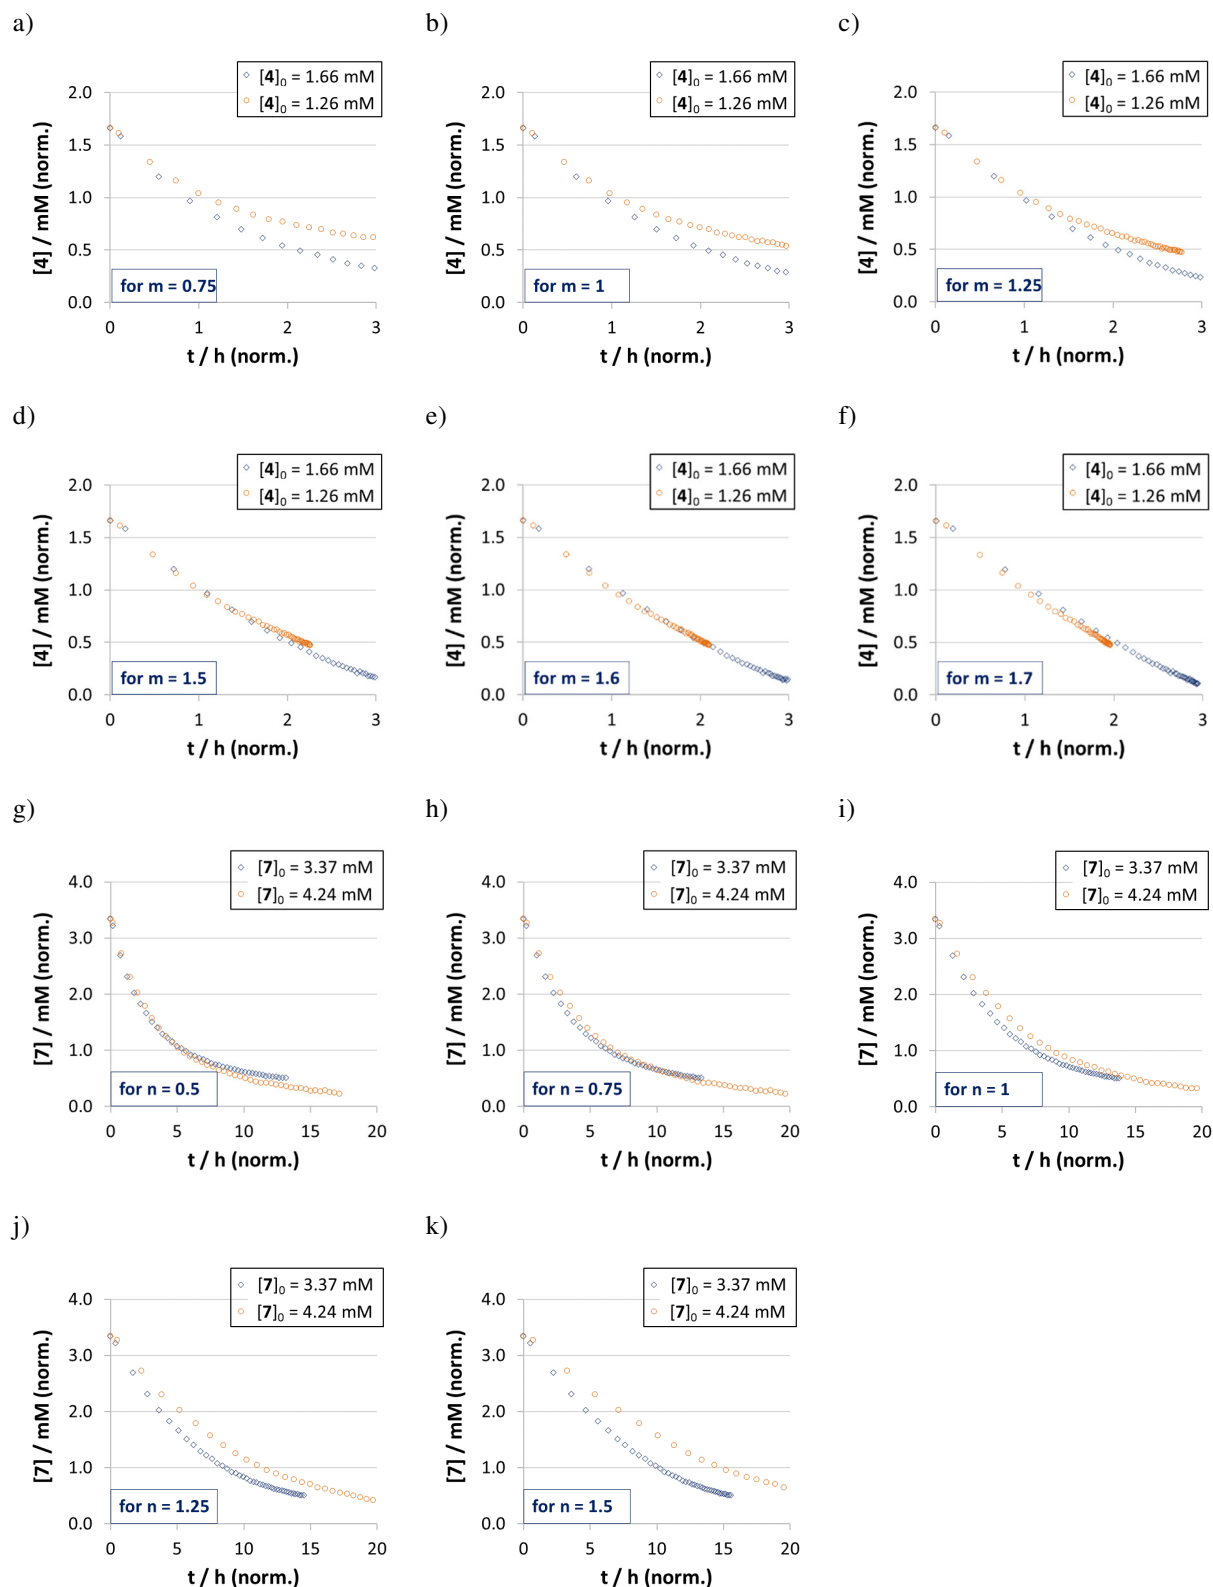 a)
b)
c)
[4]₀ = 1.66 mM
[4]₀ = 1.26 mM
2.0
1.5
1.0
0.5
0.0
[4] / mM (norm.)
for m = 0.75
0 1 2 3
t / h (norm.)
[4]₀ = 1.66 mM
[4]₀ = 1.26 mM
2.0
1.5
1.0
0.5
0.0
[4] / mM (norm.)
for m = 1
0 1 2 3
t / h (norm.)
[4]₀ = 1.66 mM
[4]₀ = 1.26 mM
2.0
1.5
1.0
0.5
0.0
[4] / mM (norm.)
for m = 1.25
0 1 2 3
t / h (norm.)
d)
e)
f)
[4]₀ = 1.66 mM
[4]₀ = 1.26 mM
2.0
1.5
1.0
0.5
0.0
[4] / mM (norm.)
for m = 1.5
0 1 2 3
t / h (norm.)
[4]₀ = 1.66 mM
[4]₀ = 1.26 mM
2.0
1.5
1.0
0.5
0.0
[4] / mM (norm.)
for m = 1.6
0 1 2 3
t / h (norm.)
[4]₀ = 1.66 mM
[4]₀ = 1.26 mM
2.0
1.5
1.0
0.5
0.0
[4] / mM (norm.)
for m = 1.7
0 1 2 3
t / h (norm.)
g)
h)
i)
[7]₀ = 3.37 mM
[7]₀ = 4.24 mM
4.0
3.0
2.0
1.0
0.0
[7] / mM (norm.)
for n = 0.5
0 5 10 15 20
t / h (norm.)
[7]₀ = 3.37 mM
[7]₀ = 4.24 mM
4.0
3.0
2.0
1.0
0.0
[7] / mM (norm.)
for n = 0.75
0 5 10 15 20
t / h (norm.)
[7]₀ = 3.37 mM
[7]₀ = 4.24 mM
4.0
3.0
2.0
1.0
0.0
[7] / mM (norm.)
for n = 1
0 5 10 15 20
t / h (norm.)
j)
k)
[7]₀ = 3.37 mM
[7]₀ = 4.24 mM
4.0
3.0
2.0
1.0
0.0
[7] / mM (norm.)
for n = 1.25
0 5 10 15 20
t / h (norm.)
[7]₀ = 3.37 mM
[7]₀ = 4.24 mM
4.0
3.0
2.0
1.0
0.0
[7] / mM (norm.)
for n = 1.5
0 5 10 15 20
t / h (norm.)